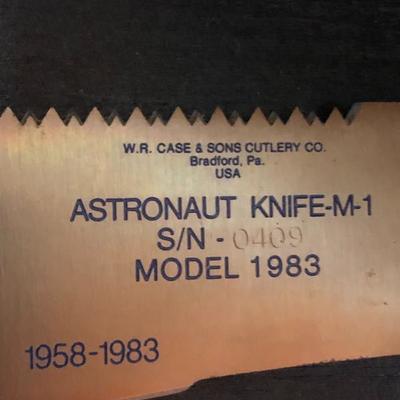 W.R. CASE & SONS CUTLERY CO.
Bradford, Pa.
USA
ASTRONAUT KNIFE-M-1
S/N - 0409
MODEL 1983
1958-1983